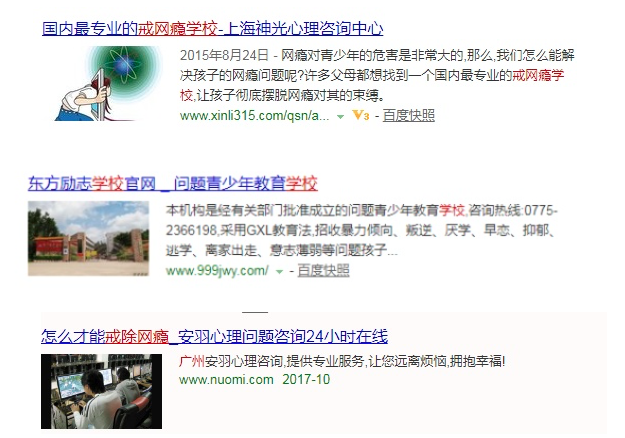 国内最专业的戒网瘾学校-上海神光心理咨询中心
2015年8月24日 - 网瘾对青少年的危害是非常大的,那么,我们怎么能解
决孩子的网瘾问题呢?许多父母都想找到一个国内最专业的戒网瘾学
校,让孩子彻底摆脱网瘾对其的束缚。
www.xinli315.com/qsn/a... V3 - 百度快照
东方励志学校官网 _ 问题青少年教育学校
本机构是经有关部门批准成立的问题青少年教育学校,咨询热线:0775-
2366198,采用GXL教育法,招收暴力倾向、叛逆、厌学、早恋、抑郁、
逃学、离家出走、意志薄弱等问题孩子...
www.999jwy.com/ - 百度快照
怎么才能戒除网瘾_安羽心理问题咨询24小时在线
广州安羽心理咨询,提供专业服务,让您远离烦恼,拥抱幸福!
www.nuomi.com 2017-10